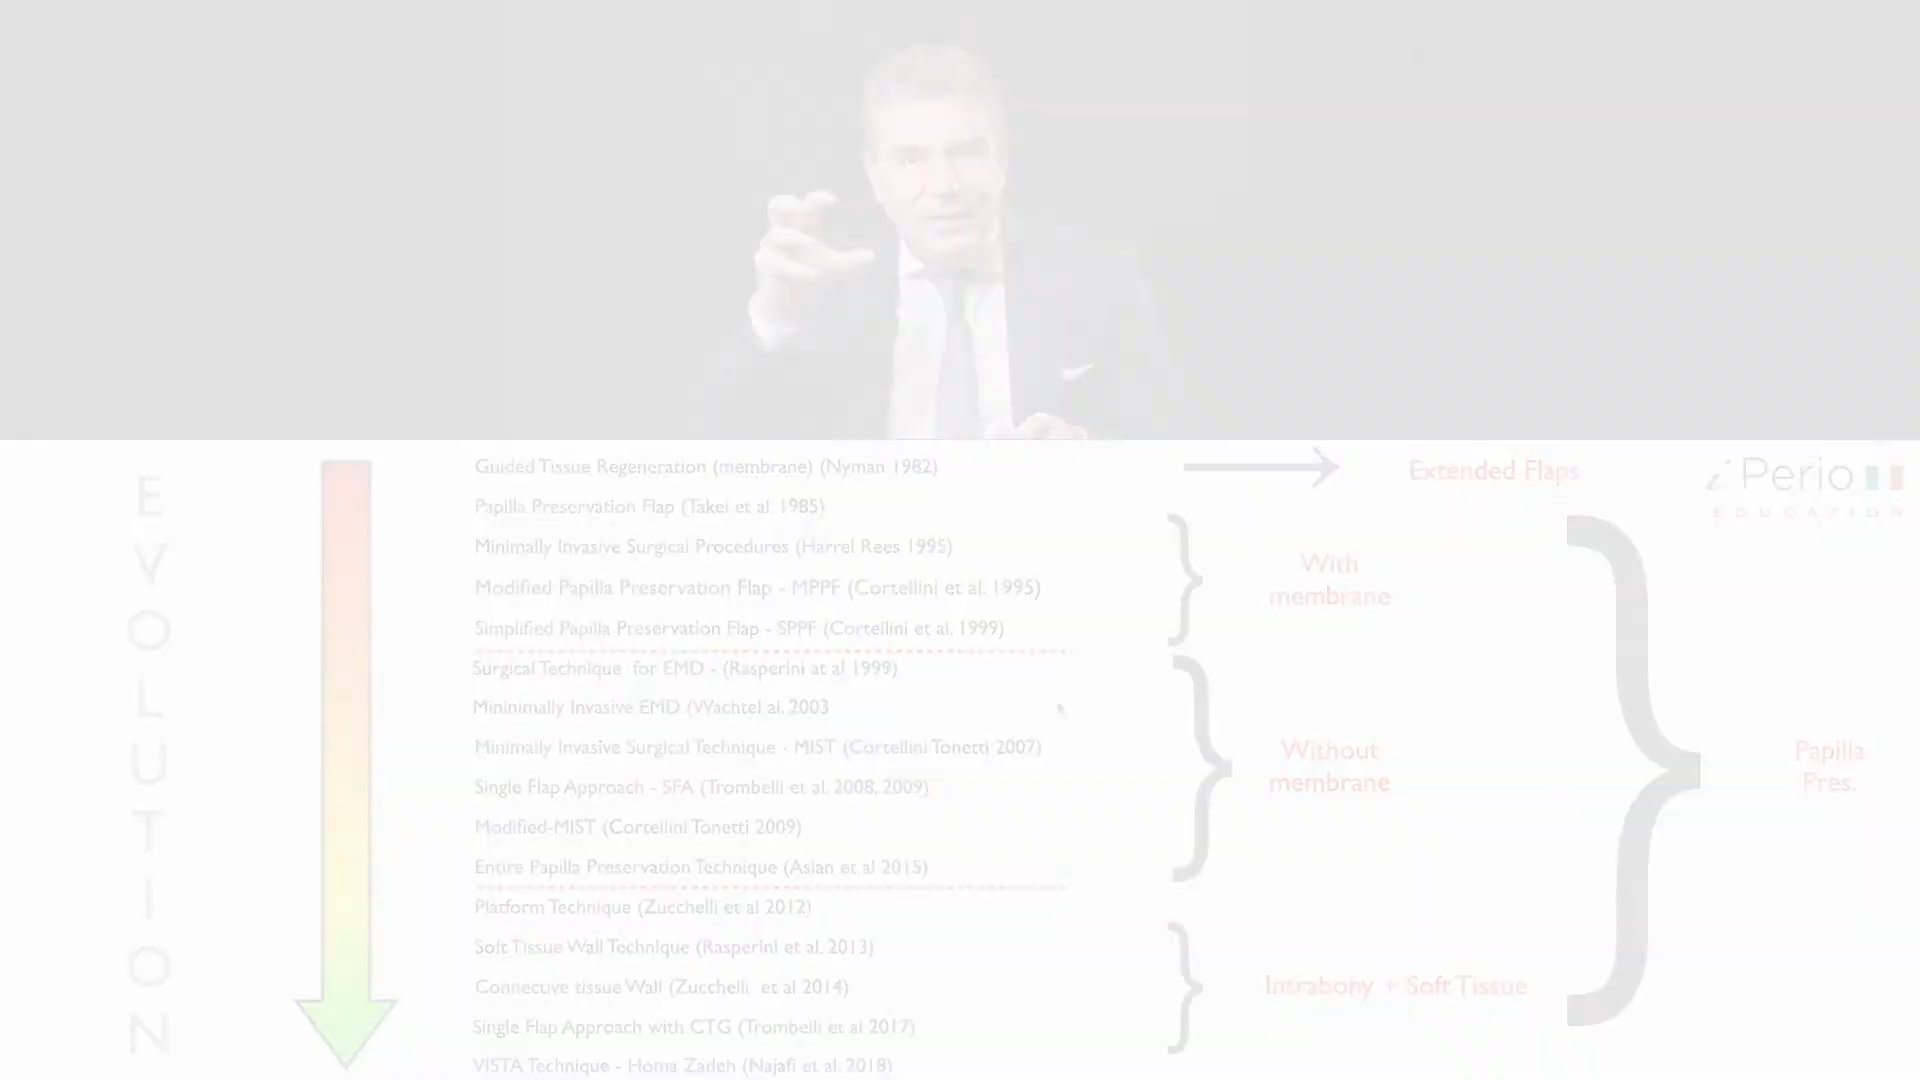 EVOLUTION
Guided Tissue Regeneration (membrane) (Nyman 1982)
Papilla Preservation Flap (Takei et al. 1985)
Minimally Invasive Surgical Procedures (Harrel Rees 1995)
Modified Papilla Preservation Flap - MPPF (Cortellini et al. 1995)
Simplified Papilla Preservation Flap - SPPF (Cortellini et al. 1999)
Surgical Technique for EMD - (Rasperini at al 1999)
Mininimally Invasive EMD (Wachtel al. 2003
Minimally Invasive Surgical Technique - MIST (Cortellini Tonetti 2007)
Single Flap Approach - SFA (Trombelli et al. 2008, 2009)
Modified-MIST (Cortellini Tonetti 2009)
Entire Papilla Preservation Technique (Aslan et al 2015)
Platform Technique (Zucchelli et al 2012)
Soft Tissue Wall Technique (Rasperini et al. 2013)
Connective tissue Wall (Zucchelli et al 2014)
Single Flap Approach with CTG (Trombelli et al 2017)
VISTA Technique - Homa Zadeh (Najafi et al. 2018)
Extended Flaps
With
membrane
Without
membrane
Intrabony + Soft Tissue
Papilla
Pres.
i Perio
EDUCATION